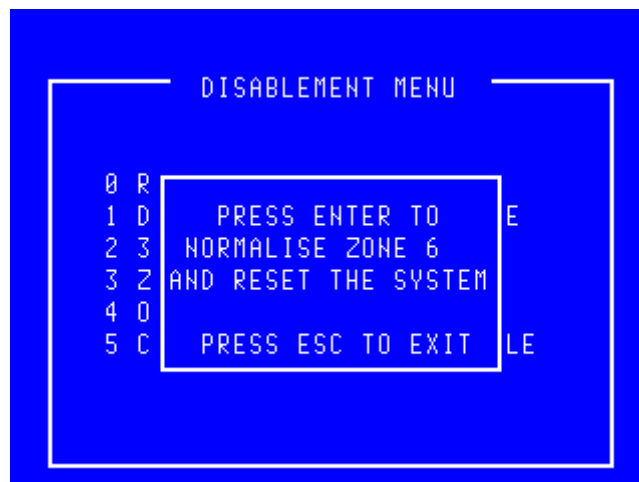 DISABLEMENT MENU
0 R
1 D PRESS ENTER TO E
2 3 NORMALISE ZONE 6
3 Z AND RESET THE SYSTEM
4 O
5 C PRESS ESC TO EXIT LE